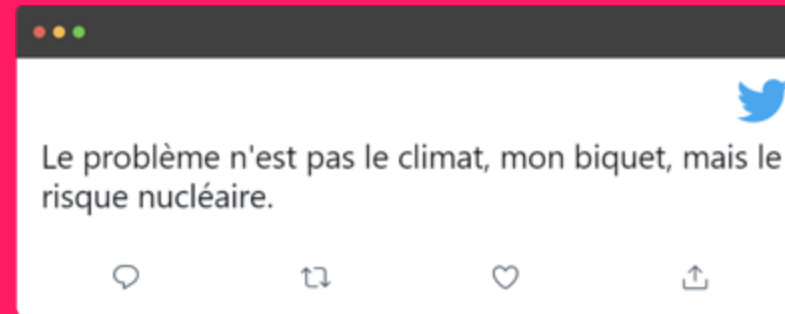 Le problème n'est pas le climat, mon biquet, mais le
risque nucléaire.